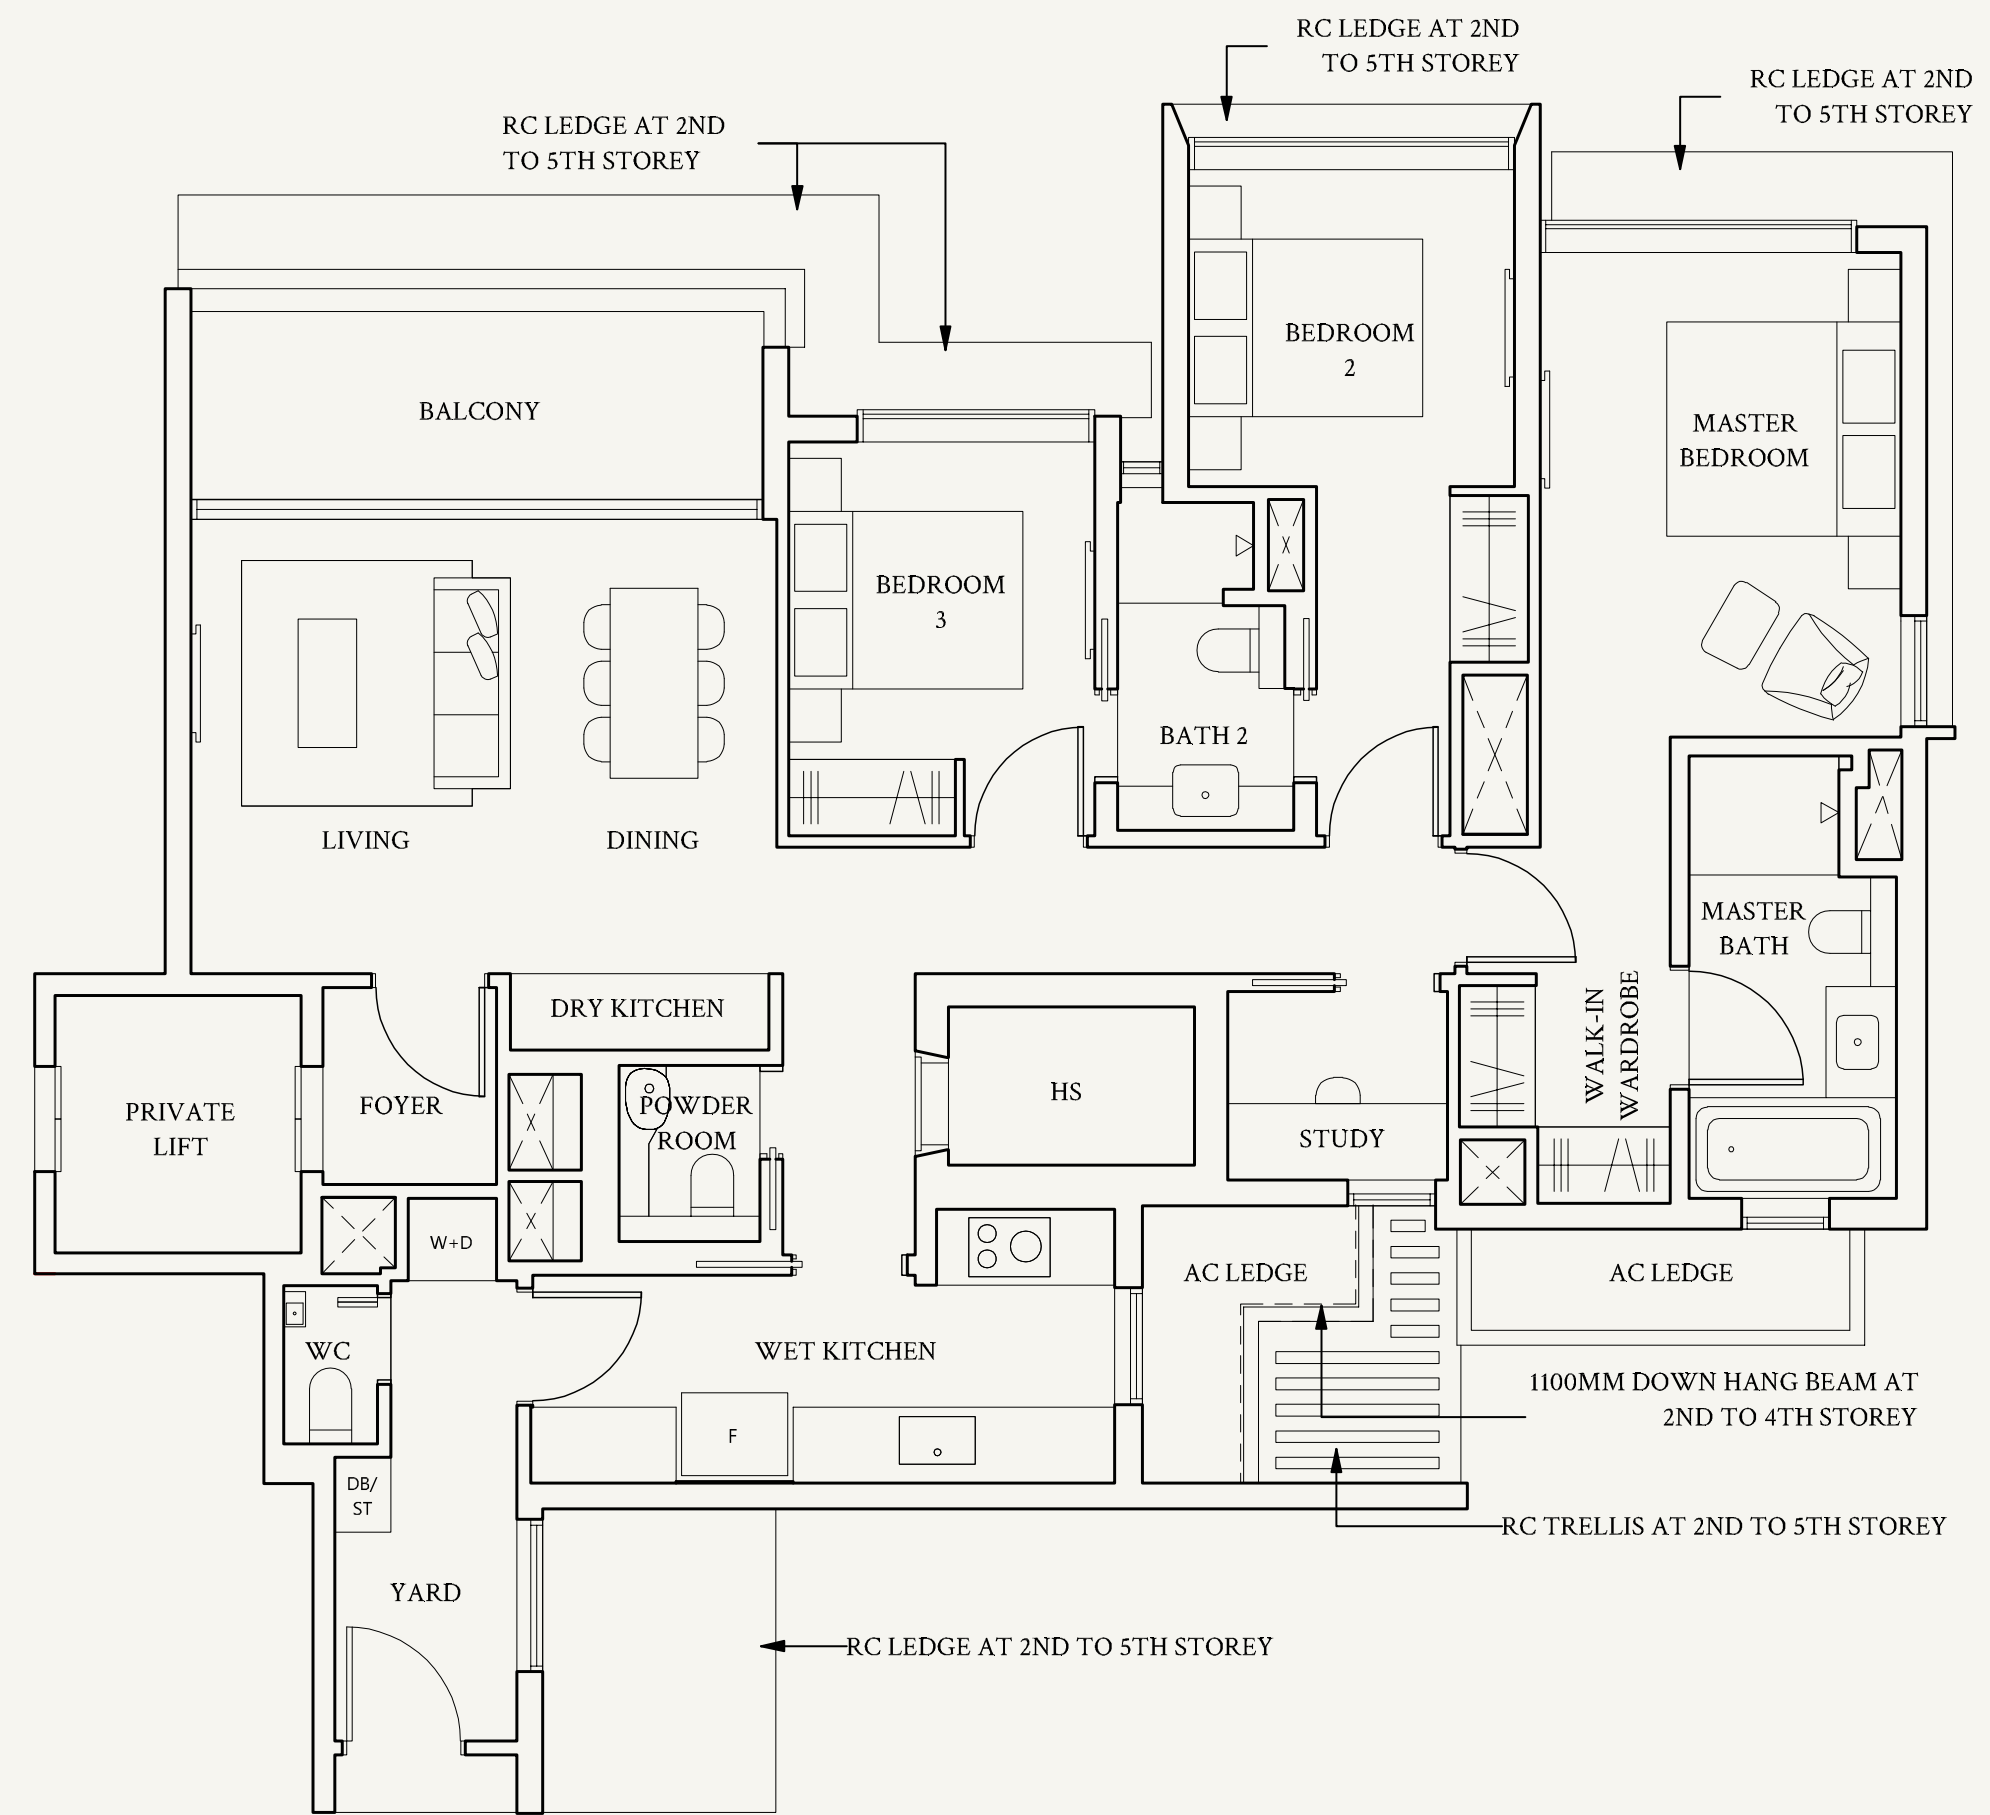 RC LEDGE AT 2ND
TO 5TH STOREY
RC LEDGE AT 2ND
TO 5TH STOREY
RC LEDGE AT 2ND
TO 5TH STOREY
BEDROOM
2
BALCONY
MASTER
BEDROOM
BEDROOM
3
BATH 2
LIVING
DINING
MASTER
BATH
DRY KITCHEN
WALK-IN
WARDROBE
PRIVATE
LIFT
FOYER
POWDER
ROOM
HS
STUDY
W+D
AC LEDGE
AC LEDGE
WC
WET KITCHEN
1100MM DOWN HANG BEAM AT
2ND TO 4TH STOREY
F
DB/
ST
RC TRELLIS AT 2ND TO 5TH STOREY
YARD
RC LEDGE AT 2ND TO 5TH STOREY